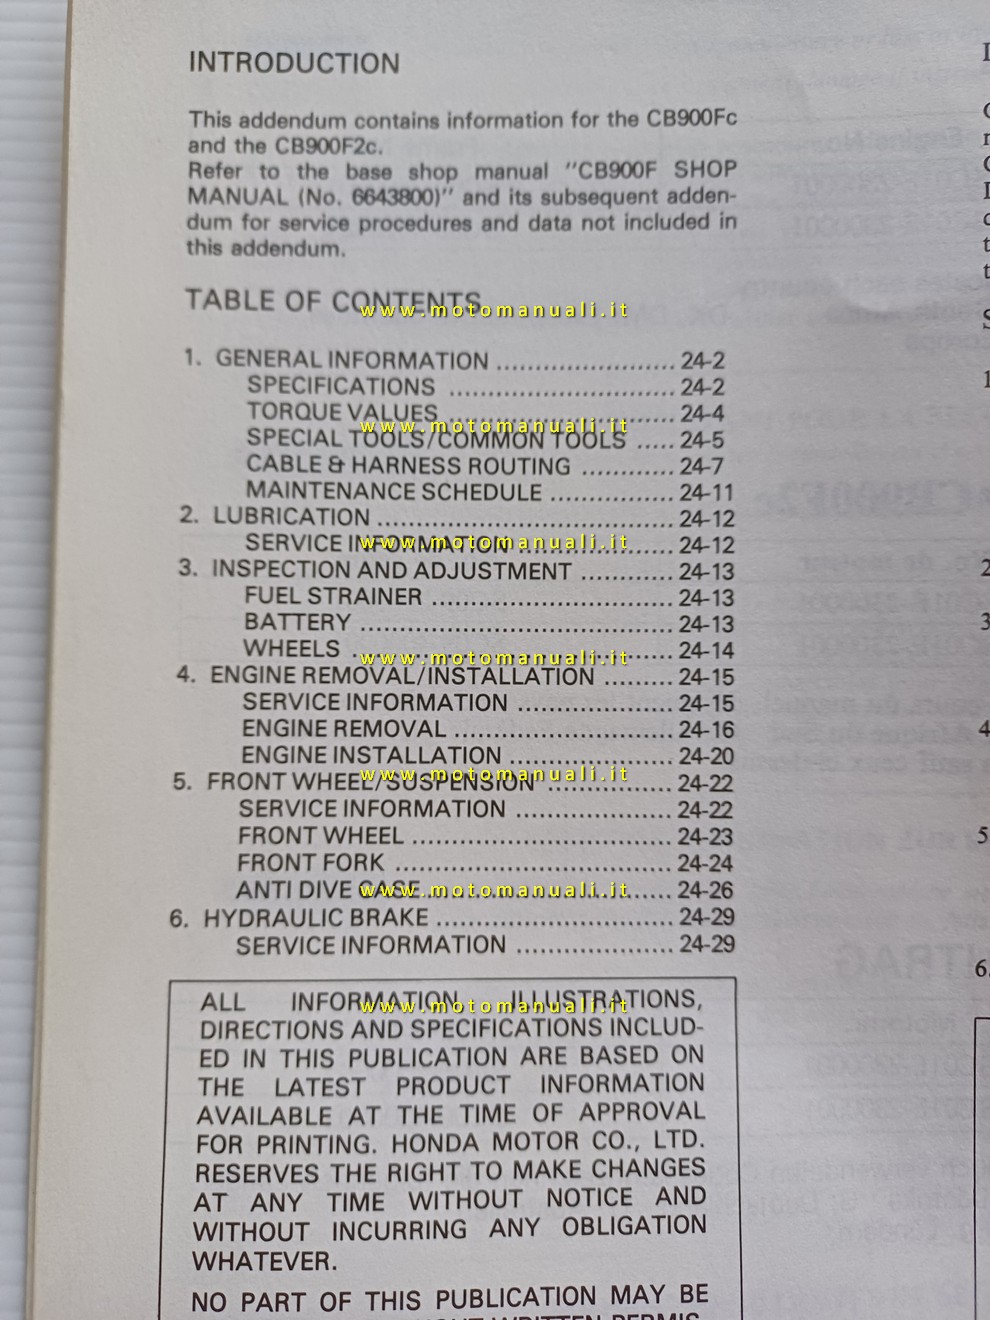 INTRODUCTION
This addendum contains information for the CB900Fc
and the CB900F2c.
Refer to the base shop manual "CB900F SHOP
MANUAL (No. 6643800)" and its subsequent adden-
dum for service procedures and data not included in
this addendum.
TABLE OF CONTENTS
www.motomanuali.it
1. GENERAL INFORMATION ........................ 24-2
SPECIFICATIONS ............................... 24-2
TORQUE VALUES ............................... 24-4
www.motomanuali.it
SPECIAL TOOLS/COMMON TOOLS ..... 24-5
CABLE & HARNESS ROUTING ............ 24-7
MAINTENANCE SCHEDULE ................ 24-11
2. LUBRICATION ....................................... 24-12
SERVICE INFORMATION .................... 24-12
www.motomanuali.it
3. INSPECTION AND ADJUSTMENT ............ 24-13
FUEL STRAINER ................................ 24-13
BATTERY ......................................... 24-13
WHEELS .......................................... 24-14
www.motomanuali.it
4. ENGINE REMOVAL/INSTALLATION ......... 24-15
SERVICE INFORMATION ..................... 24-15
ENGINE REMOVAL ............................. 24-16
ENGINE INSTALLATION ...................... 24-20
5. FRONT WHEEL/SUSPENSION ................ 24-22
www.motomanuali.it
SERVICE INFORMATION ..................... 24-22
FRONT WHEEL .................................. 24-23
FRONT FORK .................................... 24-24
ANTI DIVE CASE................................. 24-26
www.motomanuali.it
6. HYDRAULIC BRAKE ............................... 24-29
SERVICE INFORMATION ..................... 24-29
ALL INFORMATION, ILLUSTRATIONS,
www.motomanuali.it
DIRECTIONS AND SPECIFICATIONS INCLUD-
ED IN THIS PUBLICATION ARE BASED ON
THE LATEST PRODUCT INFORMATION
AVAILABLE AT THE TIME OF APPROVAL
FOR PRINTING. HONDA MOTOR CO., LTD.
RESERVES THE RIGHT TO MAKE CHANGES
AT ANY TIME WITHOUT NOTICE AND
WITHOUT INCURRING ANY OBLIGATION
WHATEVER.
NO PART OF THIS PUBLICATION MAY BE
WRITTEN PERMIS-